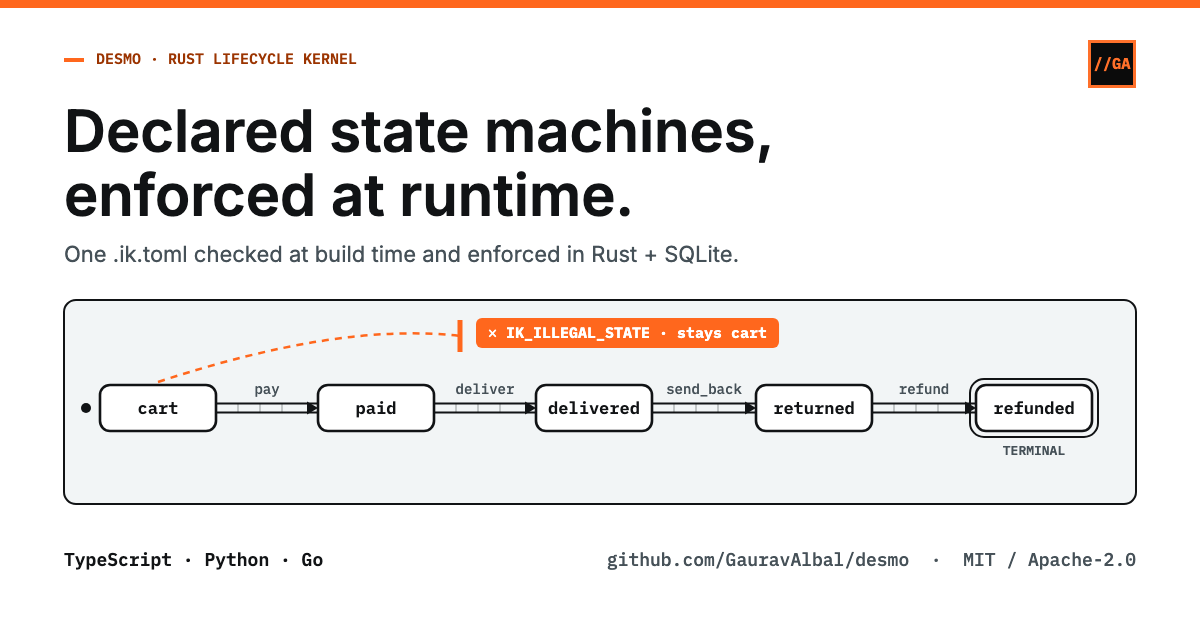 DESMO · RUST LIFECYCLE KERNEL
//GA
Declared state machines,
enforced at runtime.
One .ik.toml checked at build time and enforced in Rust + SQLite.
× IK_ILLEGAL_STATE · stays cart
cart
pay
paid
deliver
delivered
send_back
returned
refund
refunded
TERMINAL
TypeScript · Python · Go
github.com/GauravAlbal/desmo · MIT / Apache-2.0